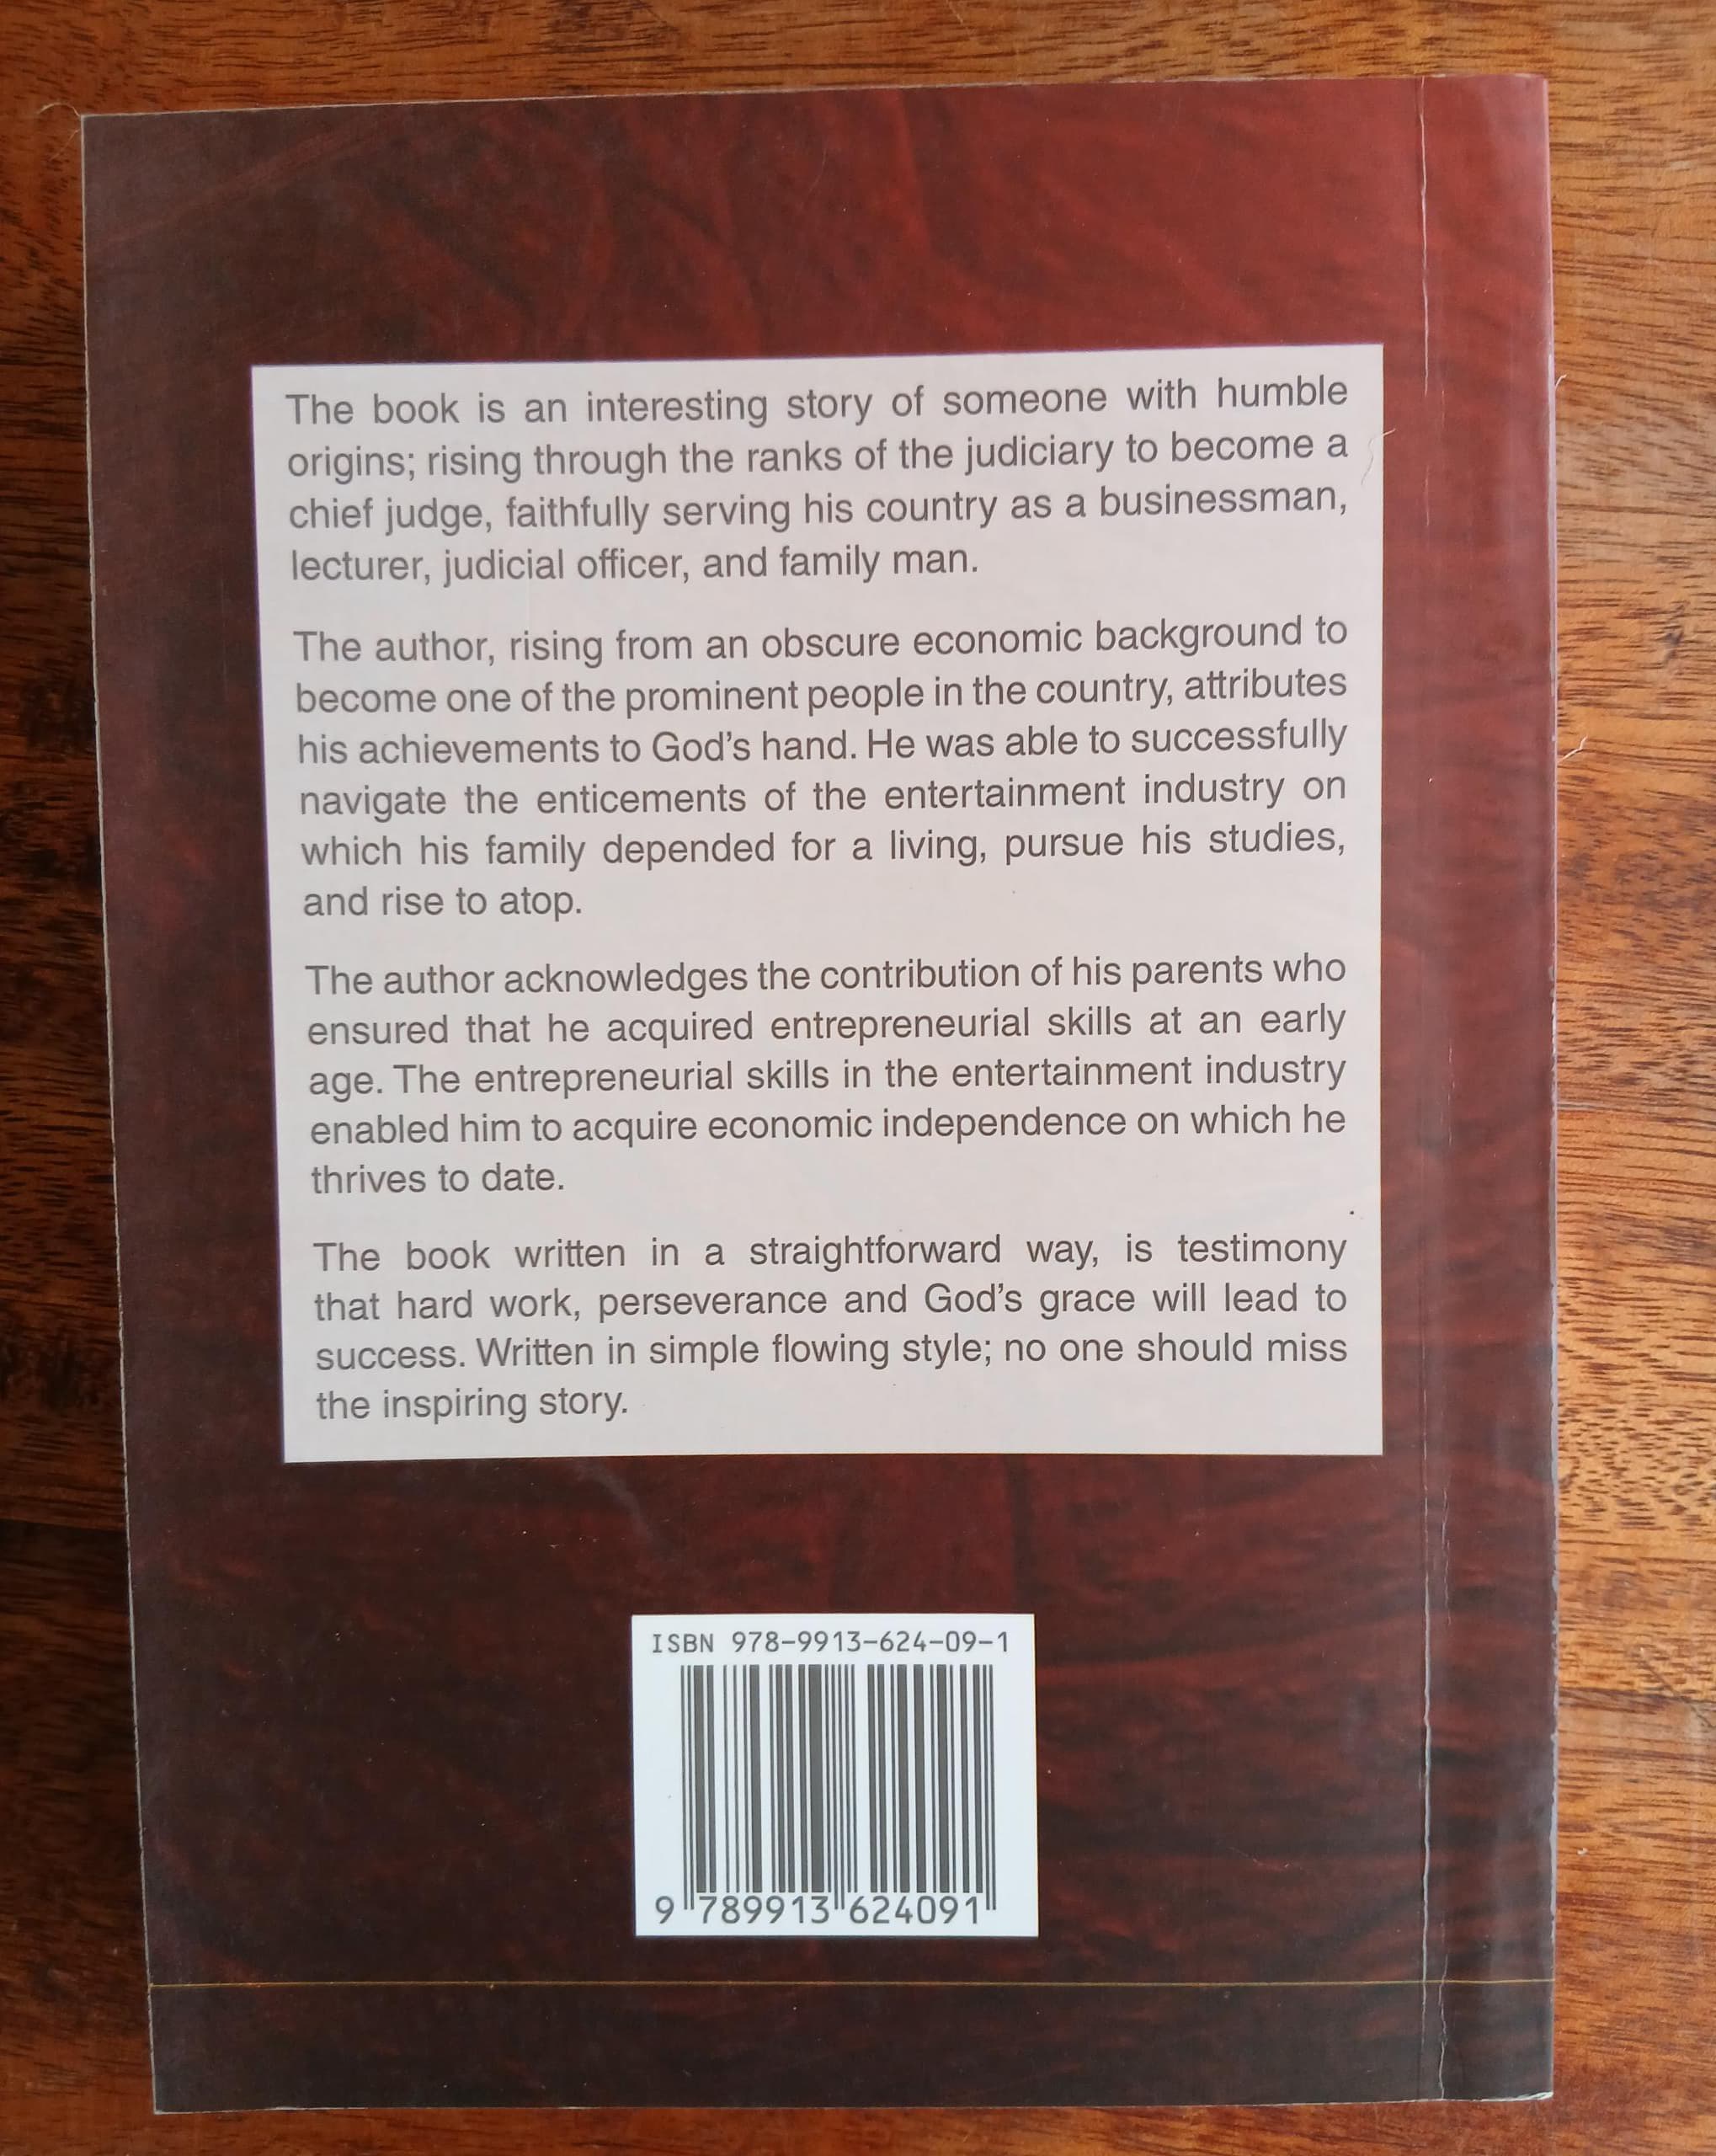 The book is an interesting story of someone with humble
origins; rising through the ranks of the judiciary to become a
chief judge, faithfully serving his country as a businessman,
lecturer, judicial officer, and family man.
The author, rising from an obscure economic background to
become one of the prominent people in the country, attributes
his achievements to God’s hand. He was able to successfully
navigate the enticements of the entertainment industry on
which his family depended for a living, pursue his studies,
and rise to atop.
The author acknowledges the contribution of his parents who
ensured that he acquired entrepreneurial skills at an early
age. The entrepreneurial skills in the entertainment industry
enabled him to acquire economic independence on which he
thrives to date.
The book written in a straightforward way, is testimony
that hard work, perseverance and God’s grace will lead to
success. Written in simple flowing style; no one should miss
the inspiring story.
ISBN 978-9913-624-09-1
9 789913 624091